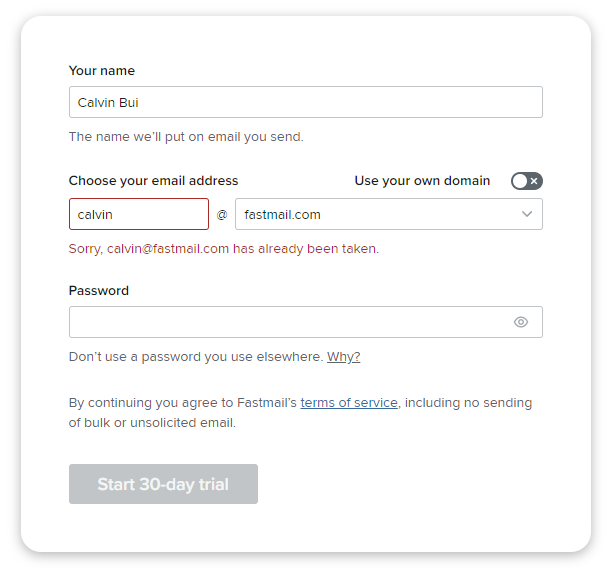 Your name
Calvin Bui
The name we’ll put on email you send.
Choose your email address Use your own domain
calvin @ fastmail.com
Sorry, calvin@fastmail.com has already been taken.
Password
Don’t use a password you use elsewhere. Why?
By continuing you agree to Fastmail’s terms of service, including no sending
of bulk or unsolicited email.
Start 30-day trial